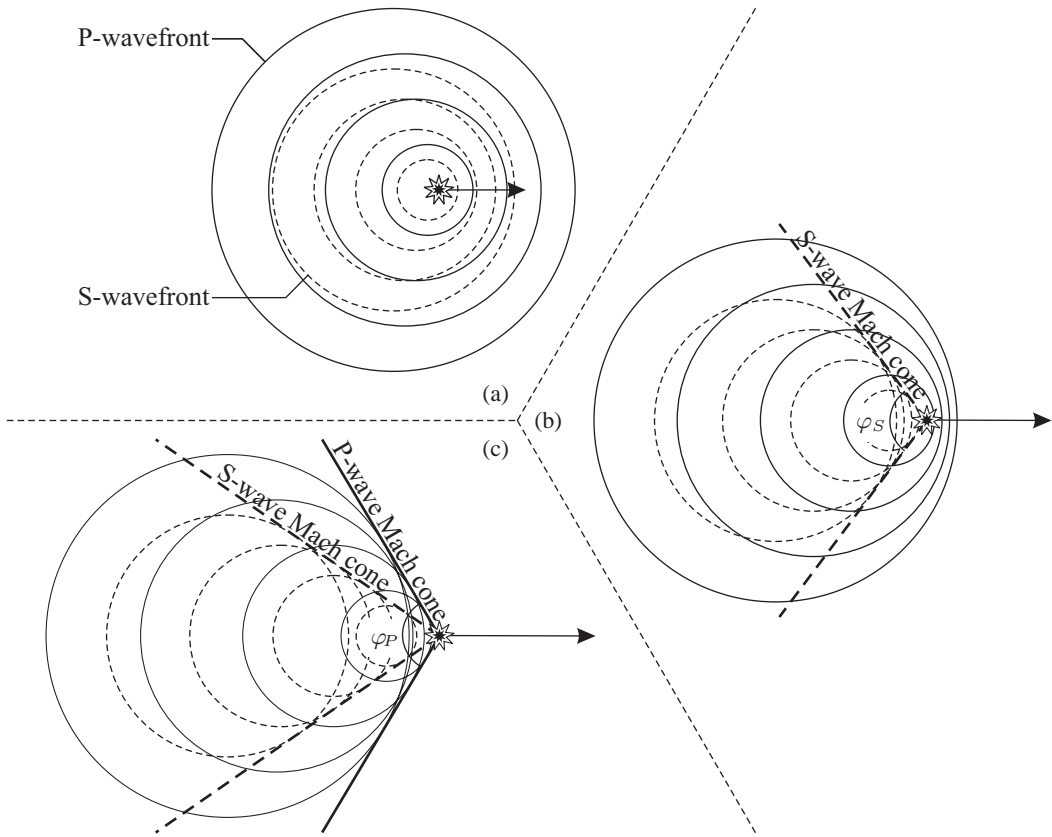 P-wavefront
S-wavefront
(a)
(b)
S-wave Mach cone
φS
(c)
P-wave Mach cone
S-wave Mach cone
φP